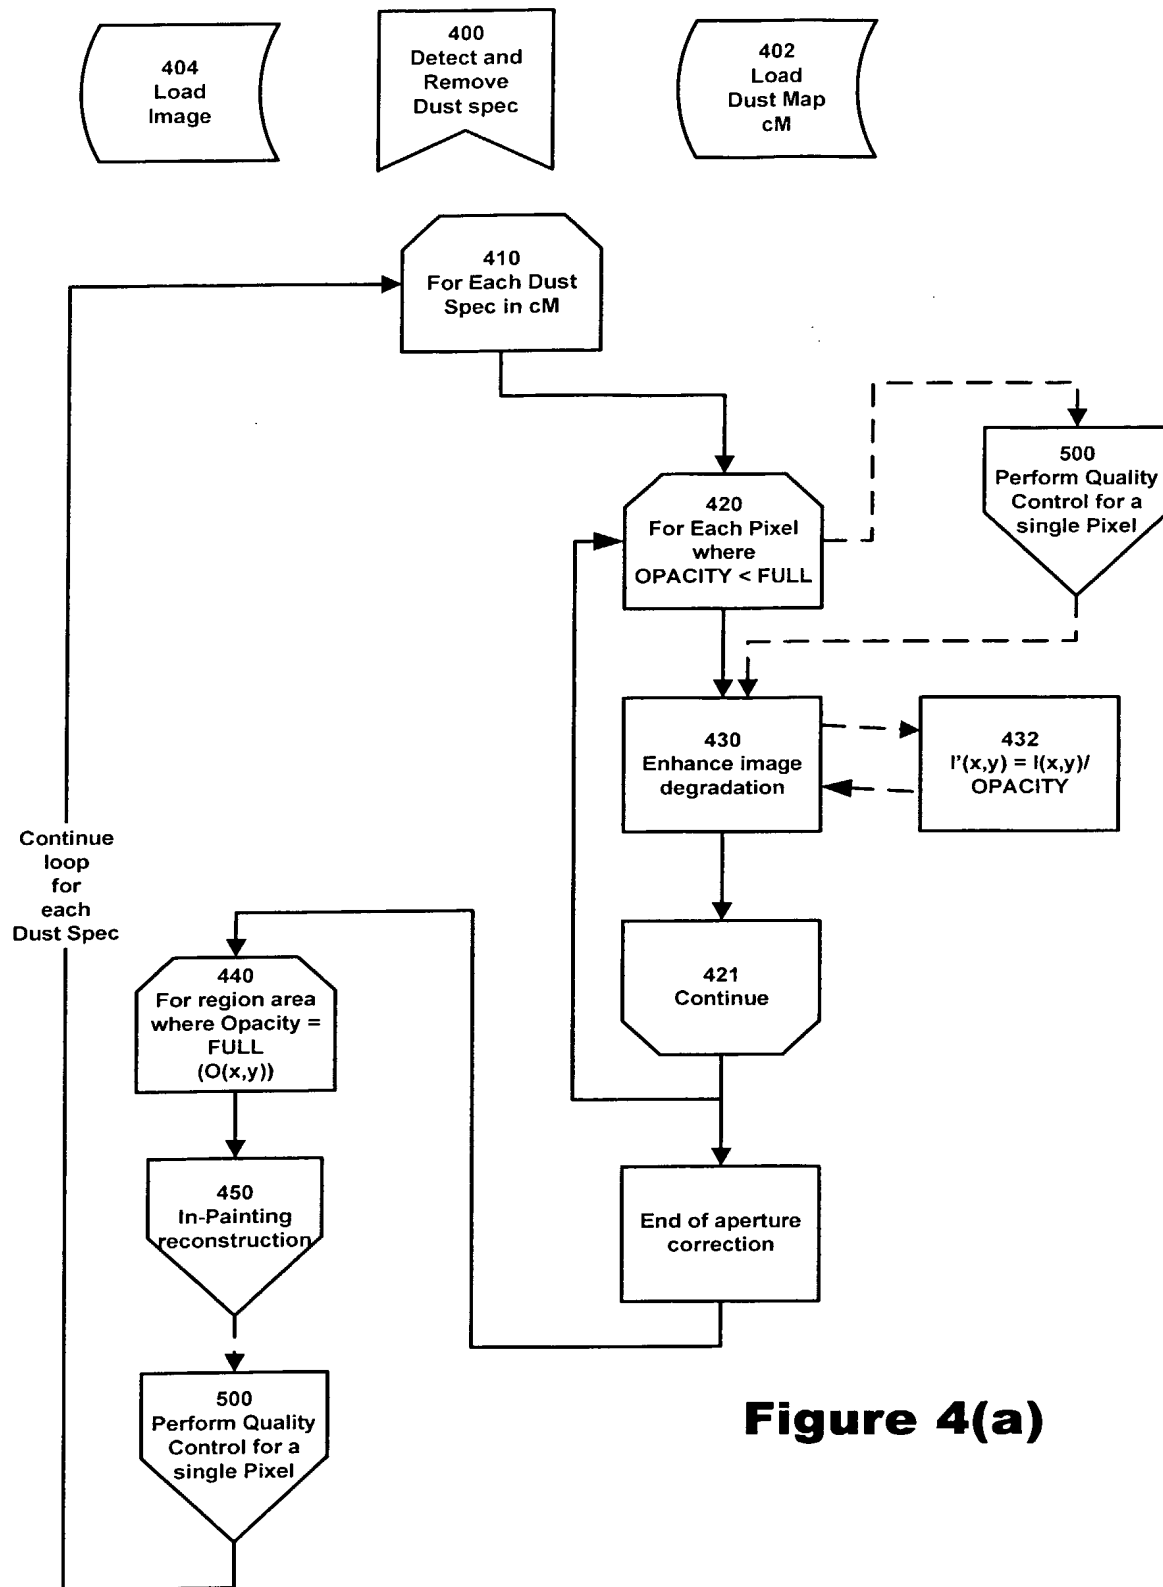 404
Load
Image
400
Detect and
Remove
Dust spec
402
Load
Dust Map
cM
410
For Each Dust
Spec in cM
420
For Each Pixel
where
OPACITY < FULL
500
Perform Quality
Control for a
single Pixel
430
Enhance image
degradation
432
I'(x,y) = I(x,y)/
OPACITY
Continue
loop
for
each
Dust Spec
421
Continue
440
For region area
where Opacity =
FULL
(O(x,y))
450
In-Painting
reconstruction
End of aperture
correction
500
Perform Quality
Control for a
single Pixel
Figure 4(a)